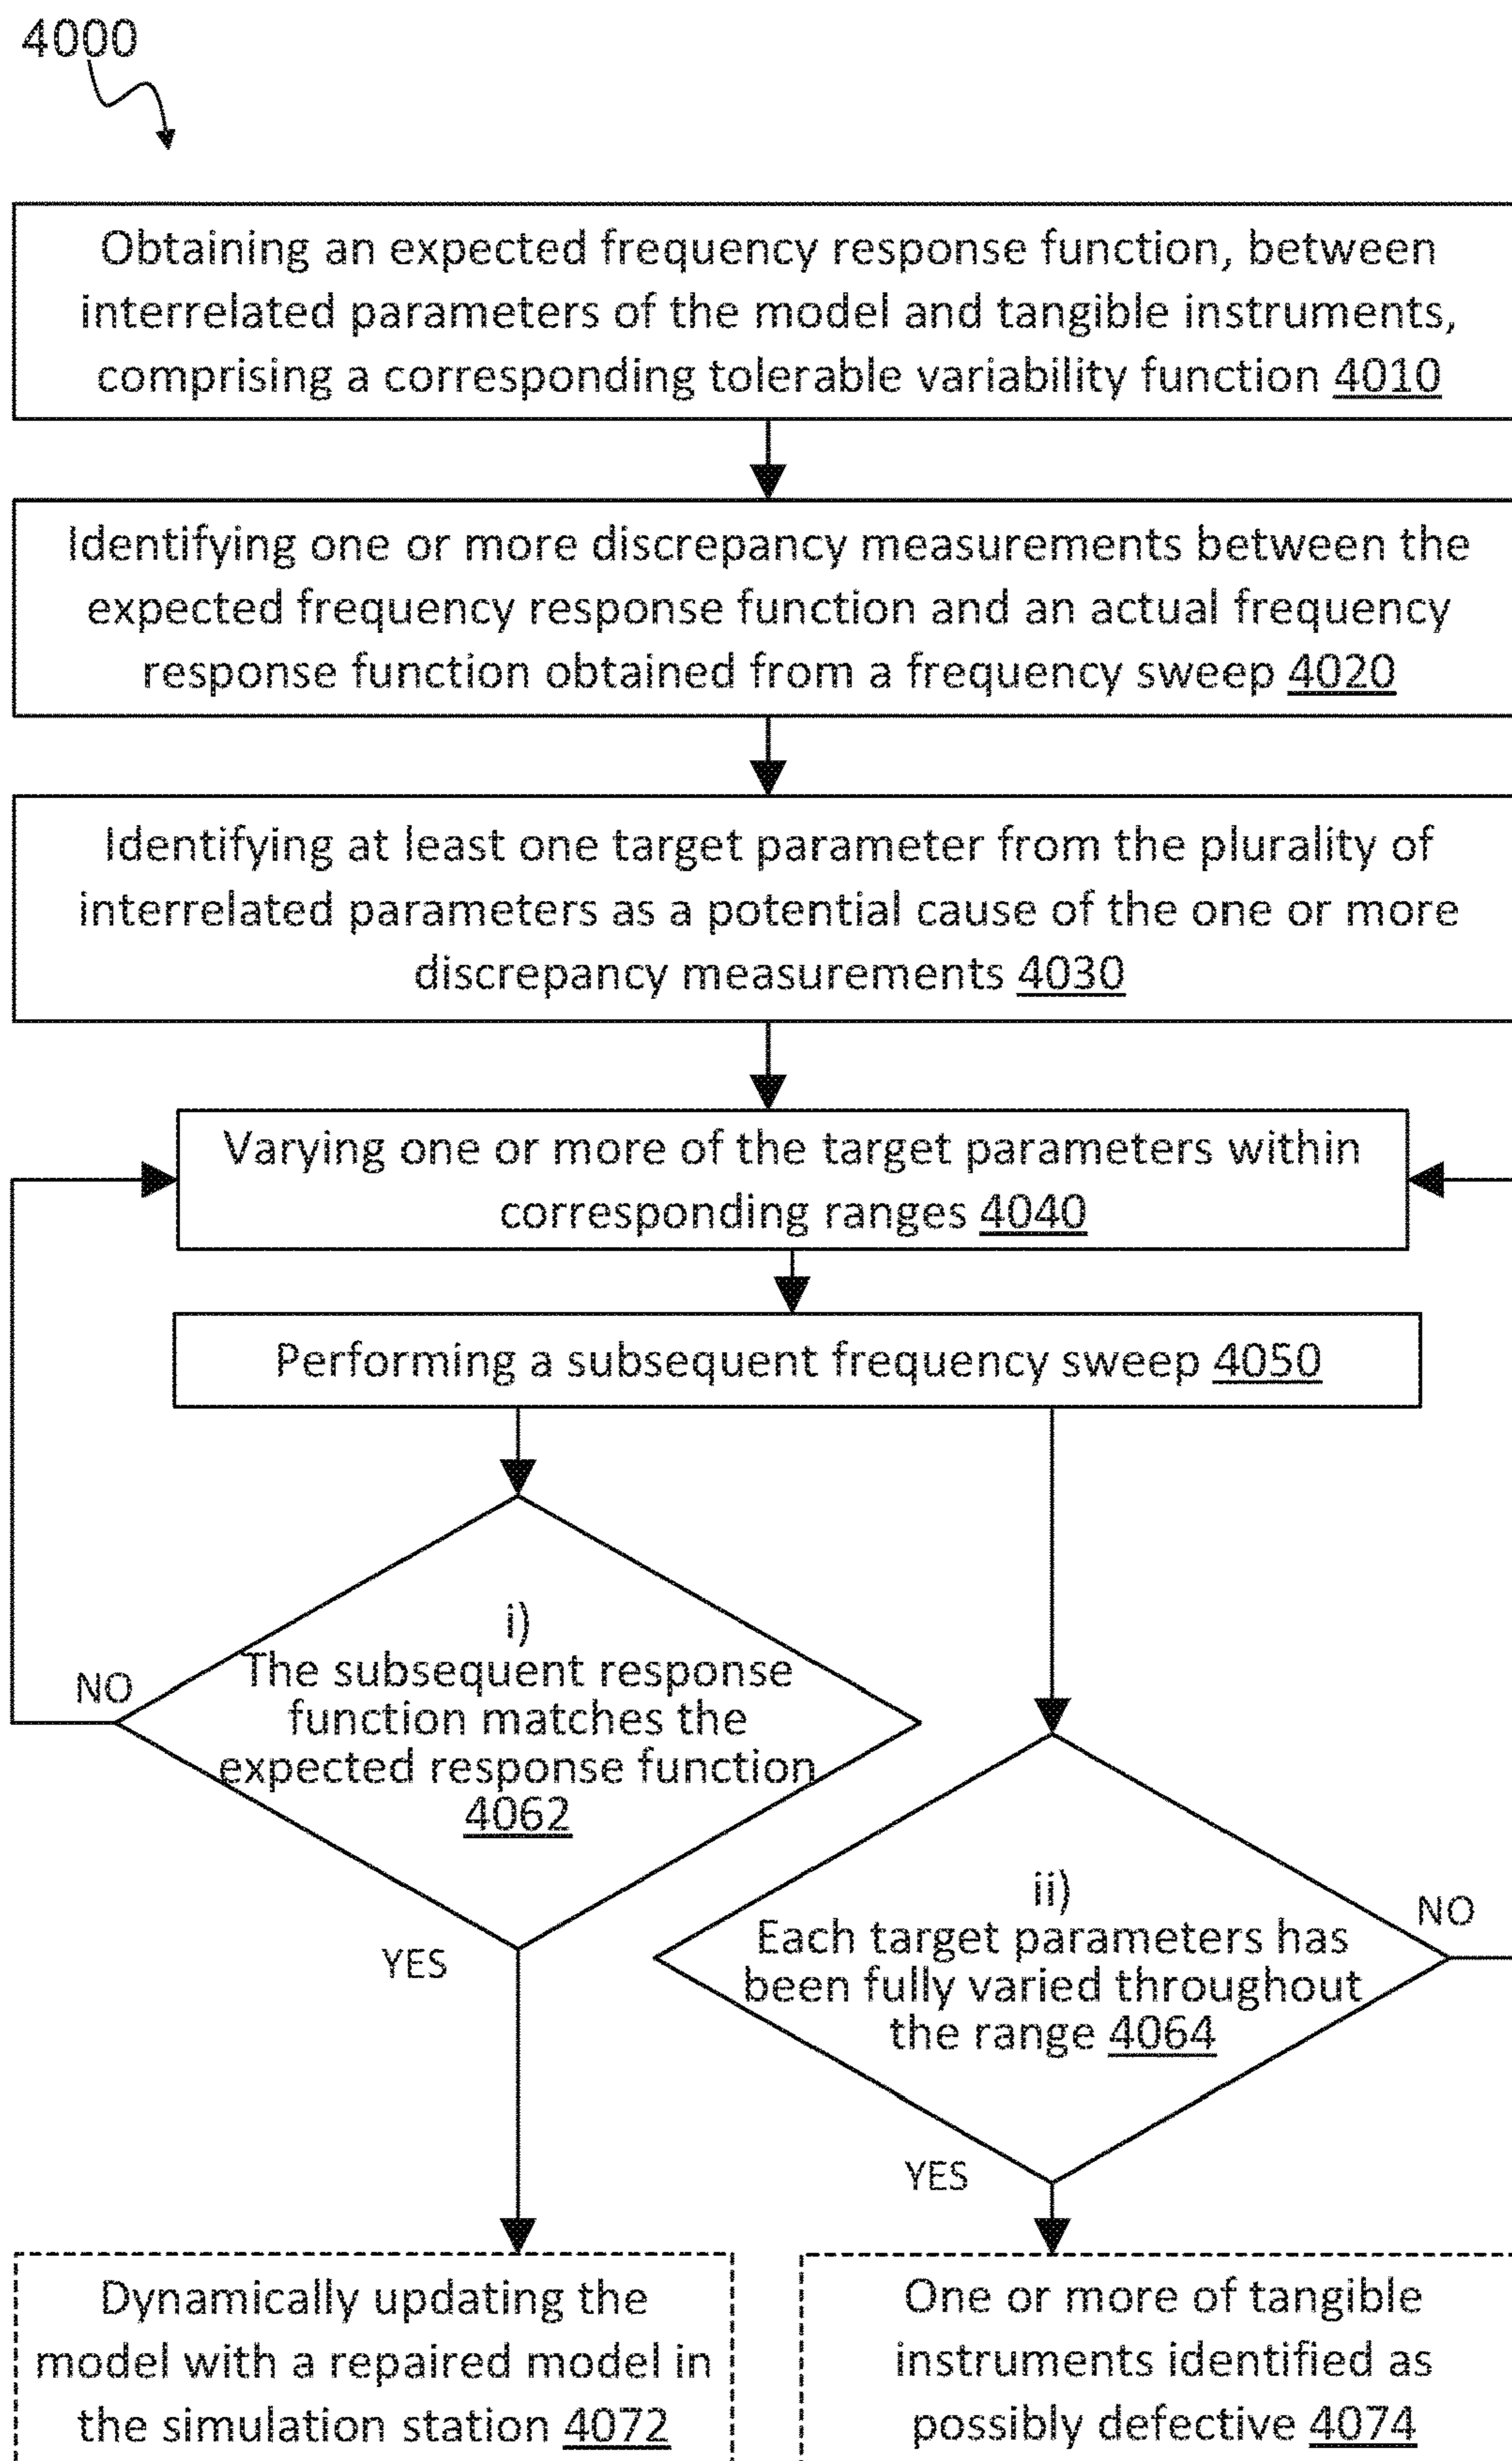 4000
Obtaining an expected frequency response function, between
interrelated parameters of the model and tangible instruments,
comprising a corresponding tolerable variability function 4010
Identifying one or more discrepancy measurements between the
expected frequency response function and an actual frequency
response function obtained from a frequency sweep 4020
Identifying at least one target parameter from the plurality of
interrelated parameters as a potential cause of the one or more
discrepancy measurements 4030
Varying one or more of the target parameters within
corresponding ranges 4040
Performing a subsequent frequency sweep 4050
i)
The subsequent response
function matches the
expected response function
4062
NO
YES
ii)
Each target parameters has
been fully varied throughout
the range 4064
NO
YES
Dynamically updating the
model with a repaired model in
the simulation station 4072
One or more of tangible
instruments identified as
possibly defective 4074